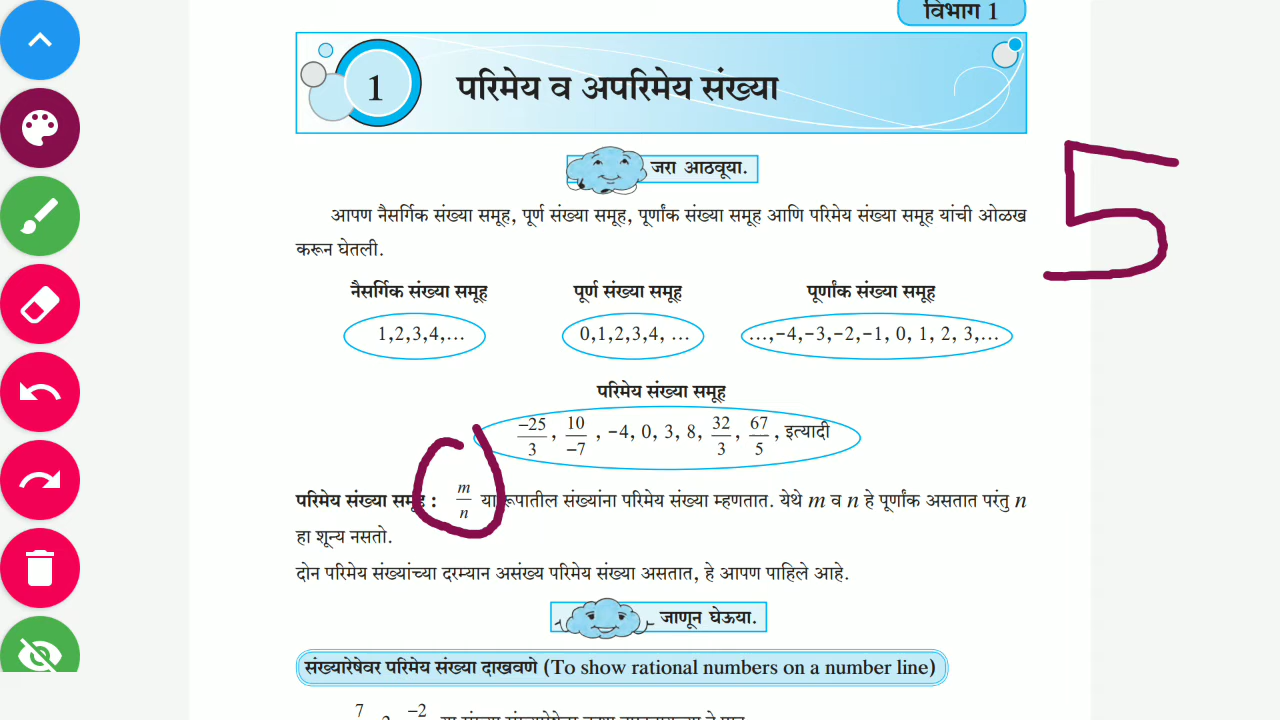 विभाग 1
1 परिमेय व अपरिमेय संख्या
जरा आठवूया.
5
आपण नैसर्गिक संख्या समूह, पूर्ण संख्या समूह, पूर्णांक संख्या समूह आणि परिमेय संख्या समूह यांची ओळख
करून घेतली.
नैसर्गिक संख्या समूह पूर्ण संख्या समूह पूर्णांक संख्या समूह
1,2,3,4,... 0,1,2,3,4, ... ...,-4,-3,-2,-1, 0, 1, 2, 3,...
परिमेय संख्या समूह
-25/3, 10/-7, -4, 0, 3, 8, 32/3, 67/5, इत्यादी
परिमेय संख्या समूह : m/n या रूपातील संख्यांना परिमेय संख्या म्हणतात. येथे m व n हे पूर्णांक असतात परंतु n
हा शून्य नसतो.
दोन परिमेय संख्यांच्या दरम्यान असंख्य परिमेय संख्या असतात, हे आपण पाहिले आहे.
जाणून घेऊया.
संख्यारेषेवर परिमेय संख्या दाखवणे (To show rational numbers on a number line)
7 -2